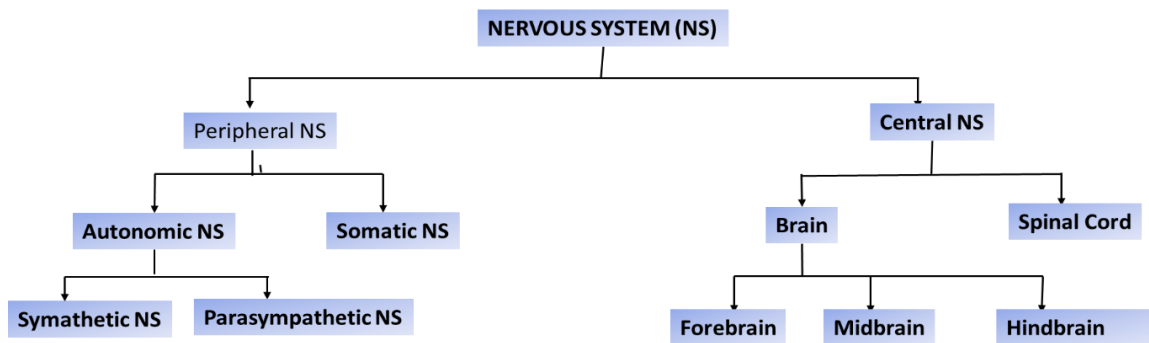 NERVOUS SYSTEM (NS)
Peripheral NS
Central NS
Autonomic NS
Somatic NS
Brain
Spinal Cord
Symathetic NS
Parasympathetic NS
Forebrain
Midbrain
Hindbrain